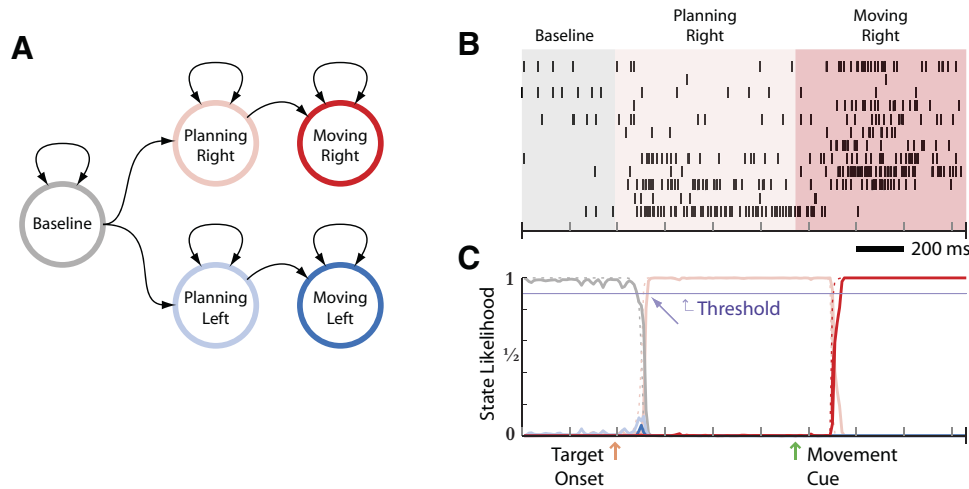 A
Baseline
Planning
Right
Moving
Right
Planning
Left
Moving
Left
B
Baseline
Planning
Right
Moving
Right
200 ms
C
State Likelihood
1
½
0
Threshold
Target
Onset
Movement
Cue